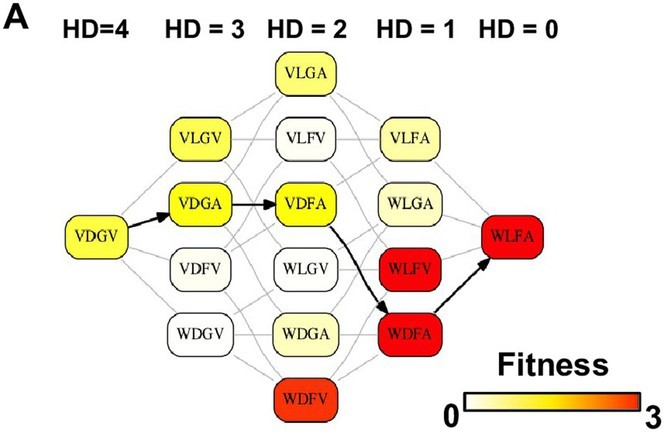 A
HD=4 HD = 3 HD = 2 HD = 1 HD = 0
VLGA
VLGV VLFV VLFA
VDGA VDFA WLGA
VDGV WLFA
VDFV WLGV WLFV
WDGV WDGA WDFA
WDFV
Fitness
0 3